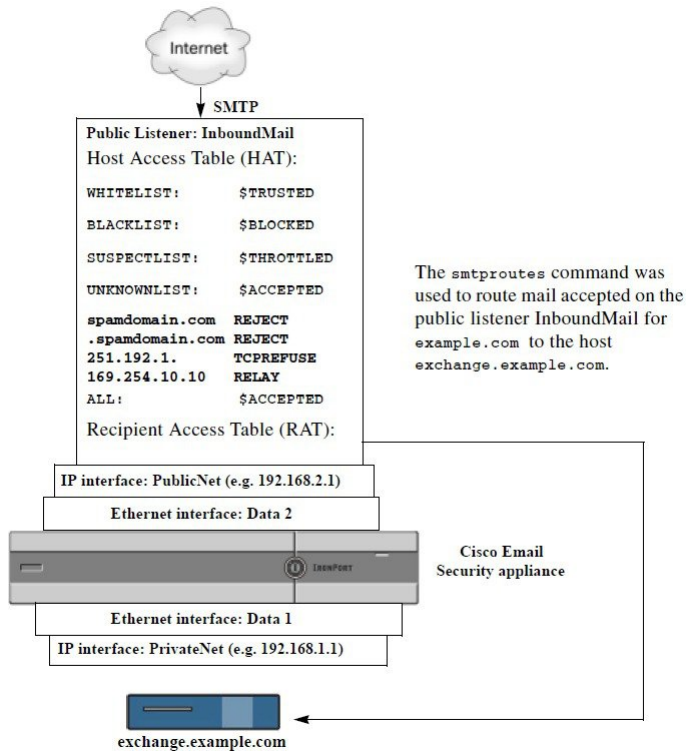 Internet
SMTP
Public Listener: InboundMail
Host Access Table (HAT):
WHITELIST: $TRUSTED
BLACKLIST: $BLOCKED
SUSPECTLIST: $THROTTLED
UNKNOWNLIST: $ACCEPTED
spamdomain.com REJECT
.spamdomain.com REJECT
251.192.1. TCPREFUSE
169.254.10.10 RELAY
ALL: $ACCEPTED
Recipient Access Table (RAT):
The smtproutes command was
used to route mail accepted on the
public listener InboundMail for
example.com to the host
exchange.example.com.
IP interface: PublicNet (e.g. 192.168.2.1)
Ethernet interface: Data 2
IRONPORT
Cisco Email
Security appliance
Ethernet interface: Data 1
IP interface: PrivateNet (e.g. 192.168.1.1)
exchange.example.com